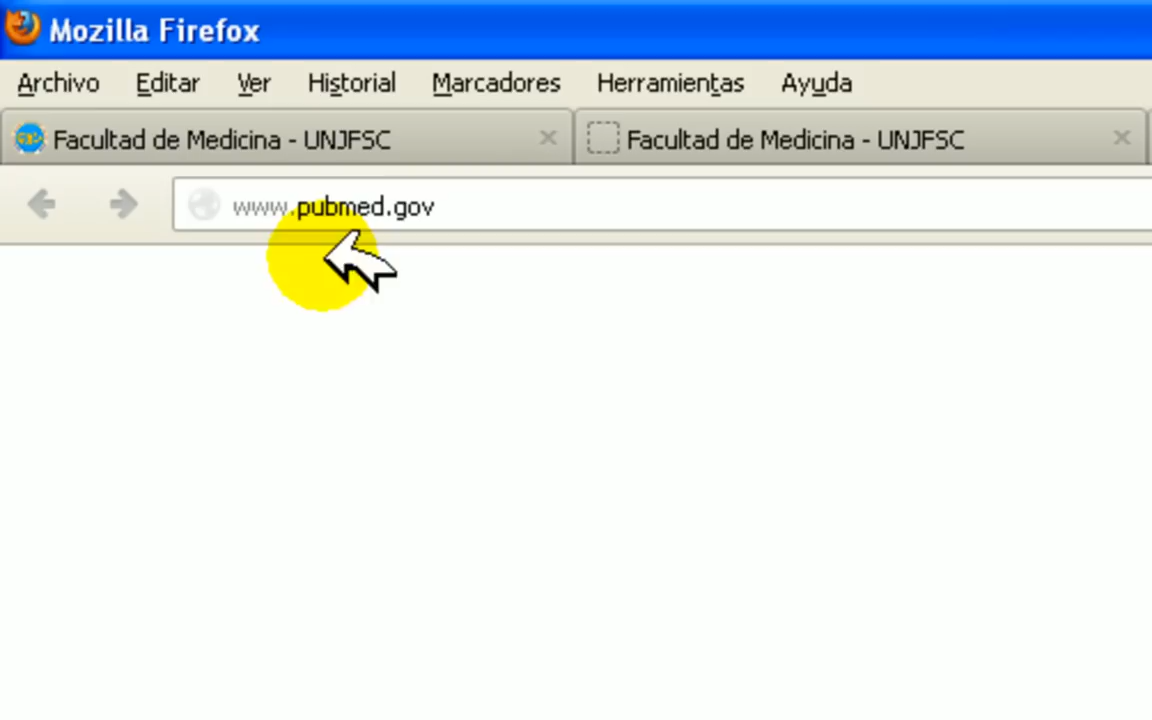 Mozilla Firefox
Archivo Editar Ver Historial Marcadores Herramientas Ayuda
Facultad de Medicina - UNJFSC Facultad de Medicina - UNJFSC
www.pubmed.gov